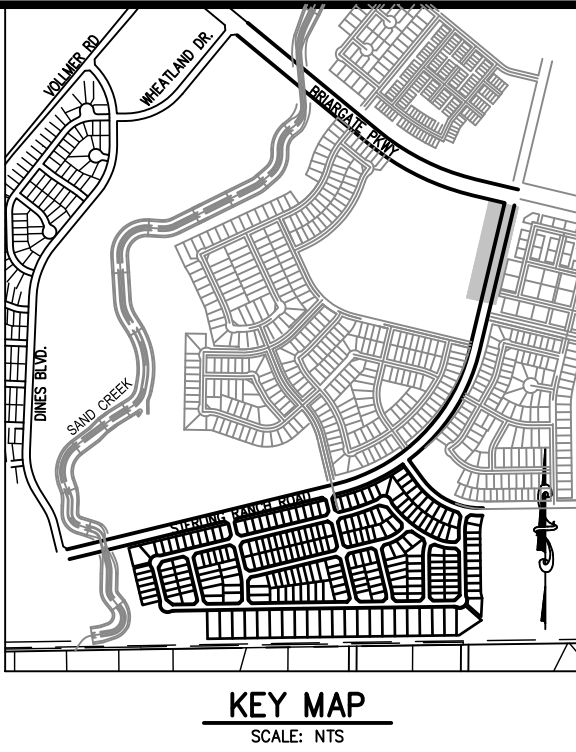 VOLLMER RD
WHEATLAND DR.
BRIARGATE PKWY
DINES BLVD.
SAND CREEK
STERLING RANCH ROAD
KEY MAP
SCALE: NTS